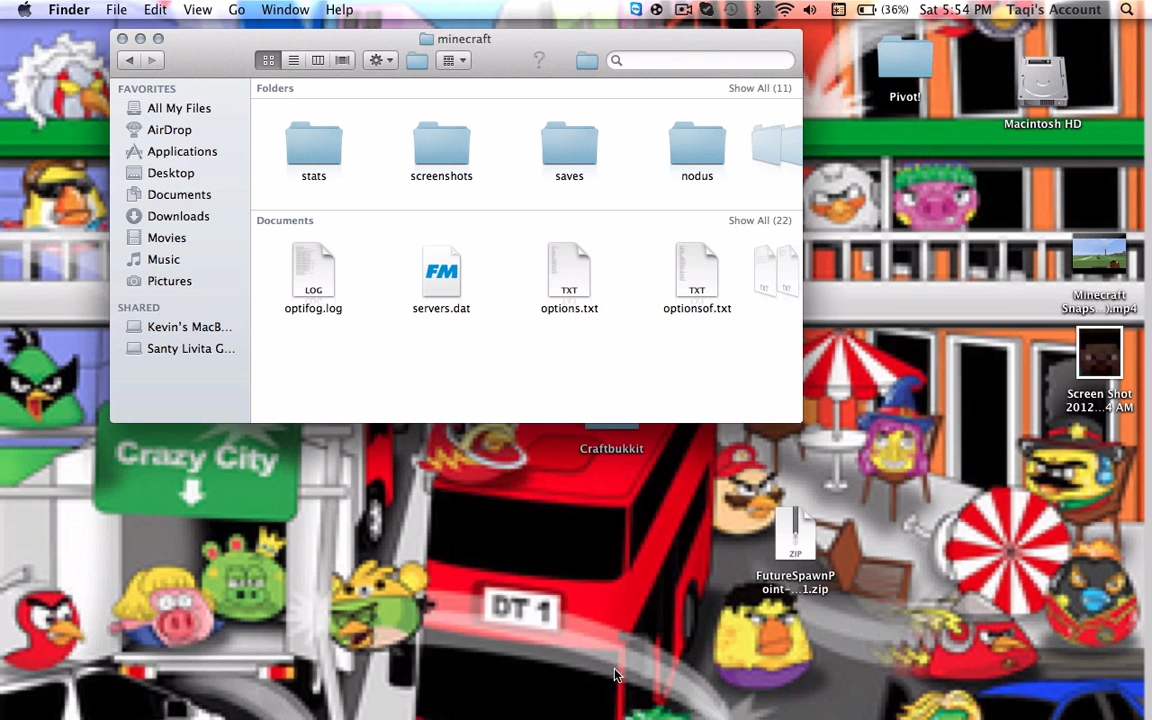 Finder File Edit View Go Window Help (36%) Sat 5:54 PM Taqi's Account
minecraft
FAVORITES
All My Files
AirDrop
Applications
Desktop
Documents
Downloads
Movies
Music
Pictures
SHARED
Kevin's MacB...
Santy Livita G...
Folders Show All (11)
stats screenshots saves nodus
Documents Show All (22)
LOG FM TXT TXT TXT TXT
optifog.log servers.dat options.txt optionsof.txt
Pivot!
Macintosh HD
Minecraft
Snaps...).mp4
Screen Shot
2012...4 AM
Craftbukkit
ZIP
FutureSpawnP
oint-...1.zip
Crazy City
DT 1